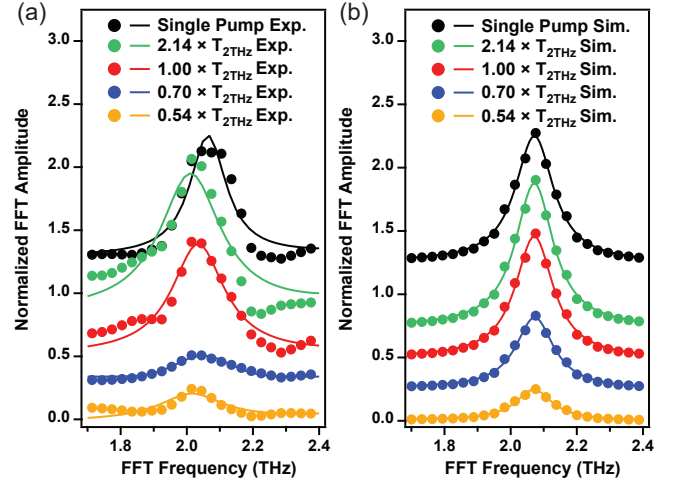 (a)
Single Pump Exp.
2.14 × T2THz Exp.
1.00 × T2THz Exp.
0.70 × T2THz Exp.
0.54 × T2THz Exp.
Normalized FFT Amplitude
3.0
2.5
2.0
1.5
1.0
0.5
0.0
1.8 2.0 2.2 2.4
FFT Frequency (THz)
(b)
Single Pump Sim.
2.14 × T2THz Sim.
1.00 × T2THz Sim.
0.70 × T2THz Sim.
0.54 × T2THz Sim.
Normalized FFT Amplitude
3.0
2.5
2.0
1.5
1.0
0.5
0.0
1.8 2.0 2.2 2.4
FFT Frequency (THz)